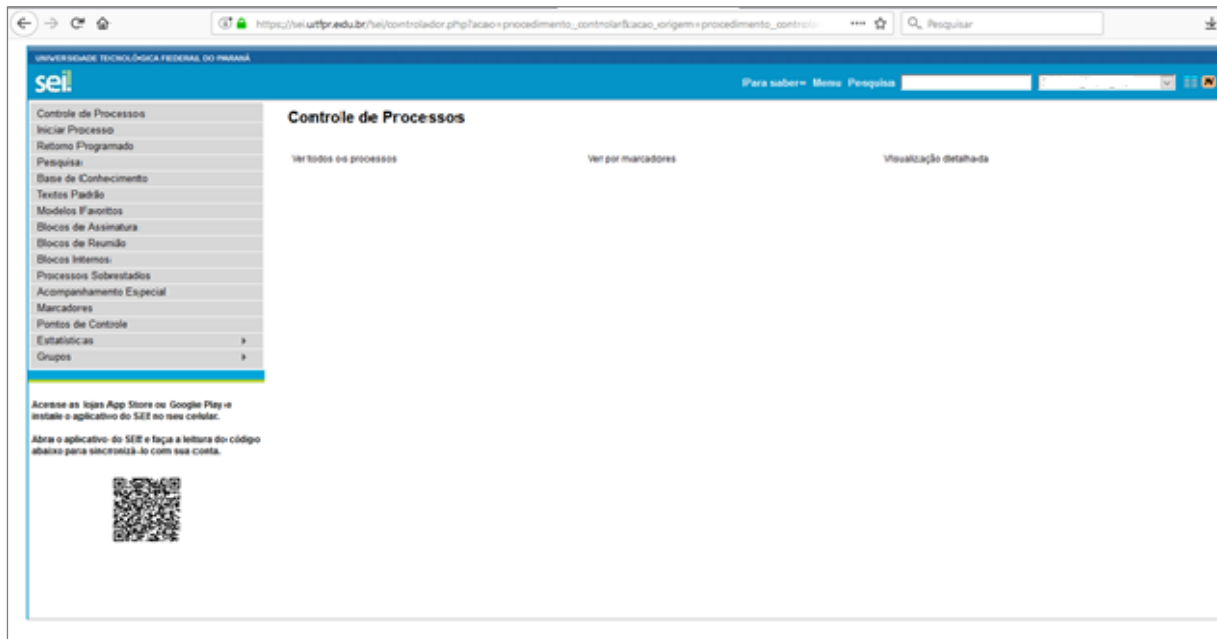 https://sei.utfpr.edu.br/sei/controlador.php?acao=procedimento_controlar&acao_origem=procedimento_controlar
Pesquisar
UNIVERSIDADE TECNOLÓGICA FEDERAL DO PARANÁ
sei!
Para saber+ Menu Pesquisa
Controle de Processos
Iniciar Processo
Retorno Programado
Pesquisa
Base de Conhecimento
Textos Padrão
Modelos Favoritos
Blocos de Assinatura
Blocos de Reunião
Blocos Internos
Processos Sobrestados
Acompanhamento Especial
Marcadores
Pontos de Controle
Estatísticas
Grupos
Acesse as lojas App Store ou Google Play e
instale o aplicativo do SEI! no seu celular.
Abra o aplicativo do SEI! e faça a leitura do código
abaixo para sincronizá-lo com sua conta.
Controle de Processos
Ver todos os processos Ver por marcadores Visualização detalhada